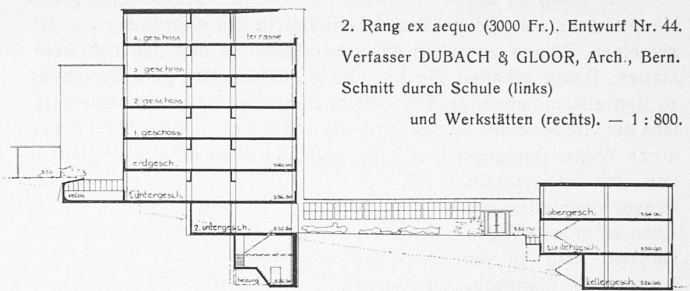 2. Rang ex aequo (3000 Fr.). Entwurf Nr. 44.
Verfasser DUBACH & GLOOR, Arch., Bern.
Schnitt durch Schule (links)
und Werkstätten (rechts). — 1 : 800.
4. geschoss
terrasse
3. geschoss
2. geschoss
1. geschoss
erdgesch.
velos
1. untergesch.
2. untergesch.
heizung
obergesch.
untergesch.
kellergesch.